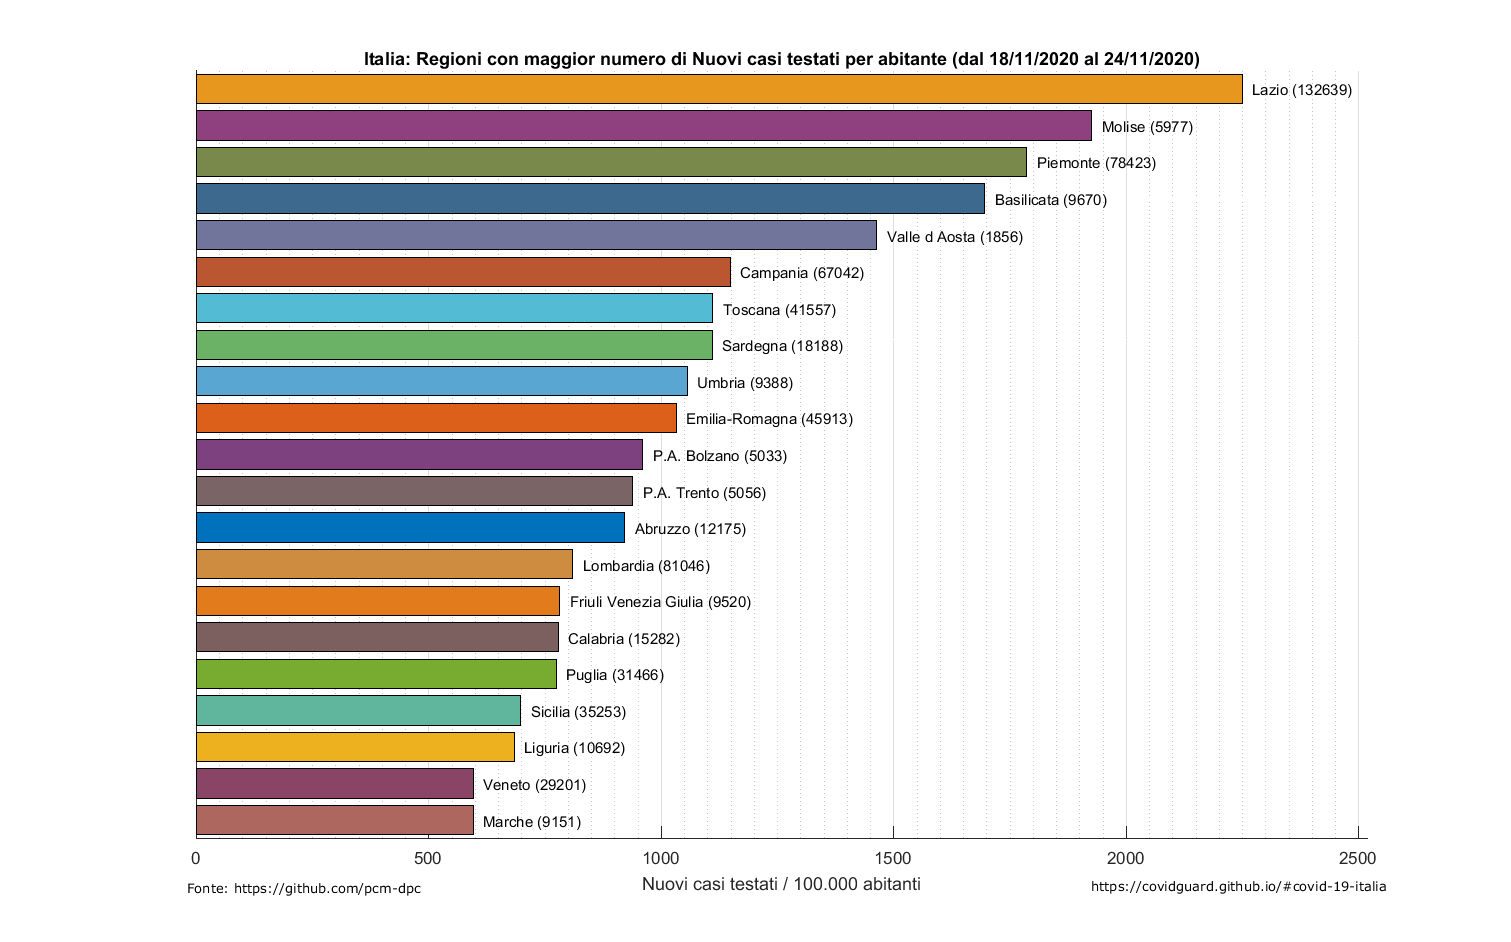 Italia: Regioni con maggior numero di Nuovi casi testati per abitante (dal 18/11/2020 al 24/11/2020)
Lazio (132639)
Molise (5977)
Piemonte (78423)
Basilicata (9670)
Valle d Aosta (1856)
Campania (67042)
Toscana (41557)
Sardegna (18188)
Umbria (9388)
Emilia-Romagna (45913)
P.A. Bolzano (5033)
P.A. Trento (5056)
Abruzzo (12175)
Lombardia (81046)
Friuli Venezia Giulia (9520)
Calabria (15282)
Puglia (31466)
Sicilia (35253)
Liguria (10692)
Veneto (29201)
Marche (9151)
0 500 1000 1500 2000 2500
Nuovi casi testati / 100.000 abitanti
Fonte: https://github.com/pcm-dpc
https://covidguard.github.io/#covid-19-italia